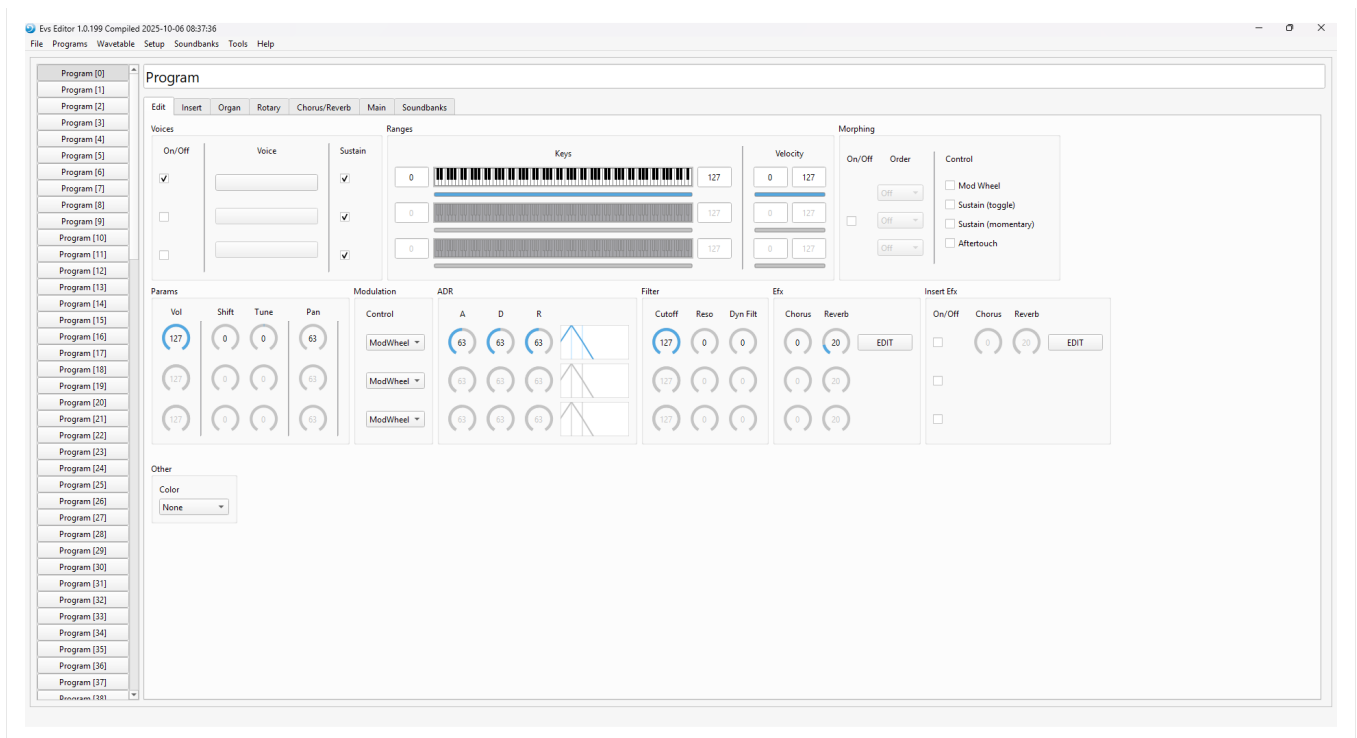 Evs Editor 1.0.199 Compiled 2025-10-06 08:37:36
File Programs Wavetable Setup Soundbanks Tools Help
Program [0]
Program [1]
Program [2]
Program [3]
Program [4]
Program [5]
Program [6]
Program [7]
Program [8]
Program [9]
Program [10]
Program [11]
Program [12]
Program [13]
Program [14]
Program [15]
Program [16]
Program [17]
Program [18]
Program [19]
Program [20]
Program [21]
Program [22]
Program [23]
Program [24]
Program [25]
Program [26]
Program [27]
Program [28]
Program [29]
Program [30]
Program [31]
Program [32]
Program [33]
Program [34]
Program [35]
Program [36]
Program [37]
Program [38]
Program
Edit Insert Organ Rotary Chorus/Reverb Main Soundbanks
Voices
On/Off Voice Sustain
Ranges
Keys Velocity
0 127 0 127
0 127 0 127
0 127 0 127
Morphing
On/Off Order Control
Off
Off
Off
Mod Wheel
Sustain (toggle)
Sustain (momentary)
Aftertouch
Params
Vol Shift Tune Pan
127 0 0 63
127 0 0 63
127 0 0 63
Modulation
Control
ModWheel
ModWheel
ModWheel
ADR
A D R
63 63 63
63 63 63
63 63 63
Filter
Cutoff Reso Dyn Filt
127 0 0
127 0 0
127 0 0
Efx
Chorus Reverb
0 20 EDIT
0 20
0 20
Insert Efx
On/Off Chorus Reverb
0 20 EDIT
Other
Color
None